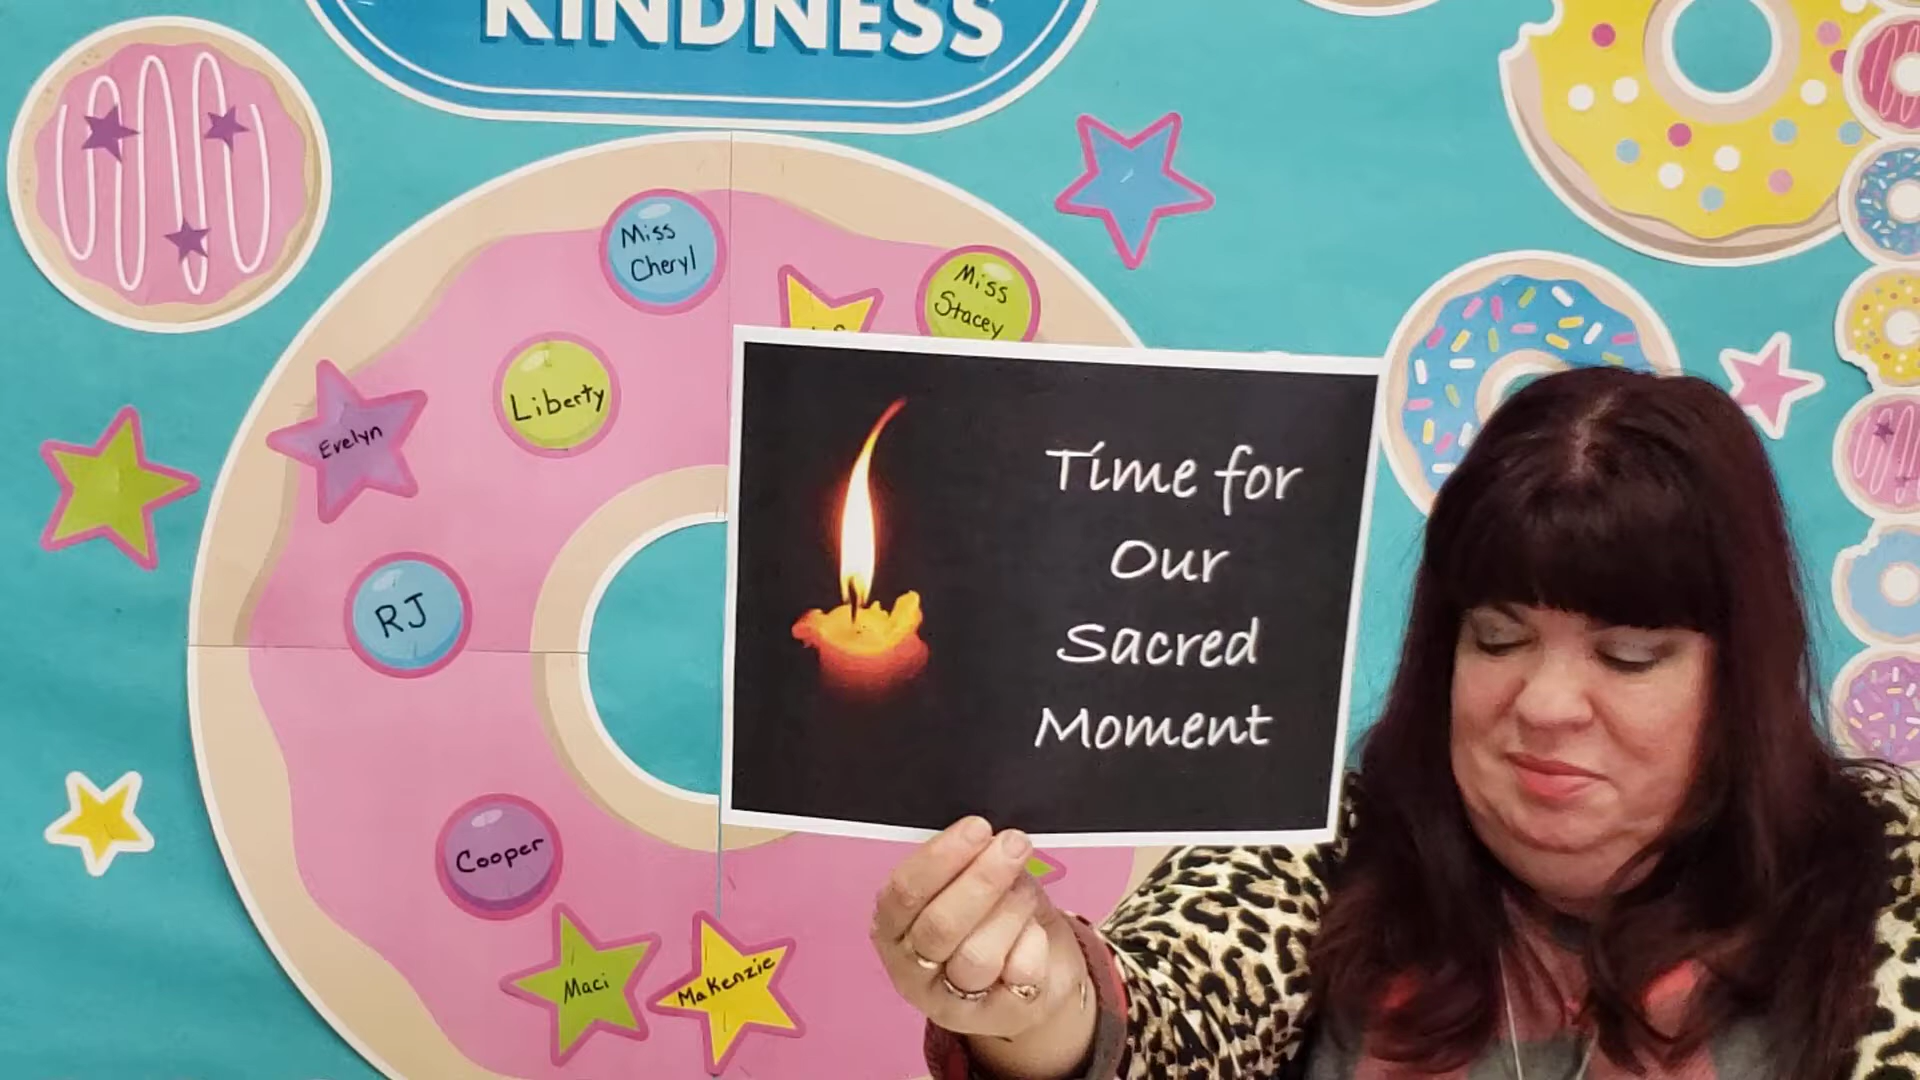 KINDNESS
Miss
Cheryl
Miss
Stacey
Liberty
Evelyn
RJ
Time for
Our
Sacred
Moment
Cooper
Maci
MaKenzie